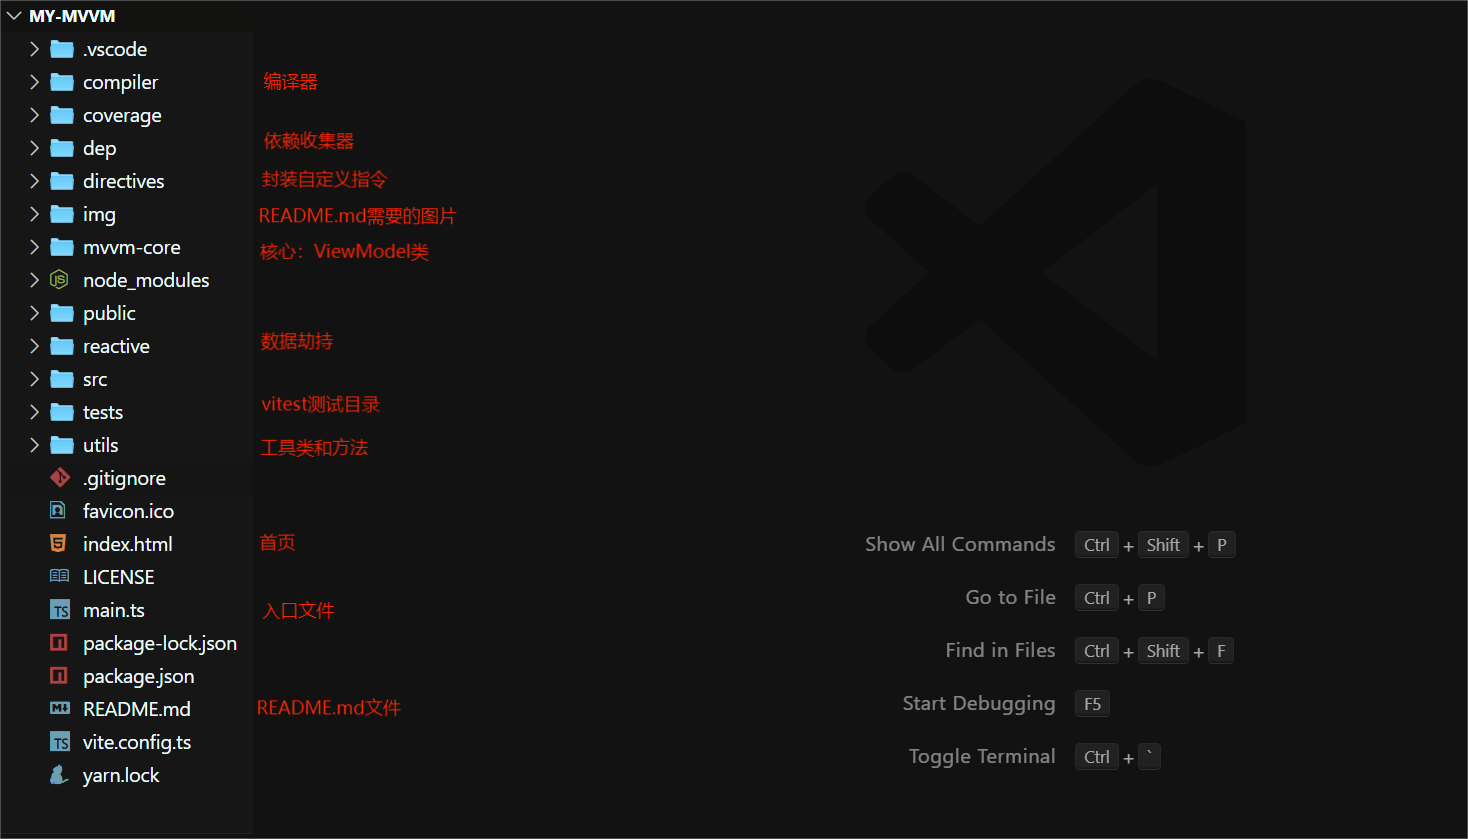 MY-MVVM
.vscode
compiler 编译器
coverage
dep 依赖收集器
directives 封装自定义指令
img README.md需要的图片
mvvm-core 核心：ViewModel类
node_modules
public
reactive 数据劫持
src
tests vitest测试目录
utils 工具类和方法
.gitignore
favicon.ico
index.html 首页
LICENSE
main.ts 入口文件
package-lock.json
package.json
README.md README.md文件
vite.config.ts
yarn.lock
Show All Commands Ctrl + Shift + P
Go to File Ctrl + P
Find in Files Ctrl + Shift + F
Start Debugging F5
Toggle Terminal Ctrl + `